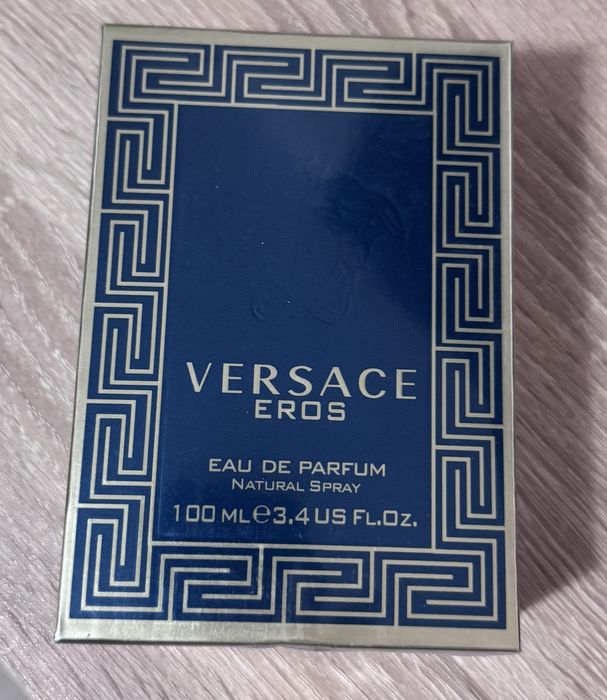 VERSACE
EROS
EAU DE PARFUM
NATURAL SPRAY
100 ML℮3.4 US FL.OZ.